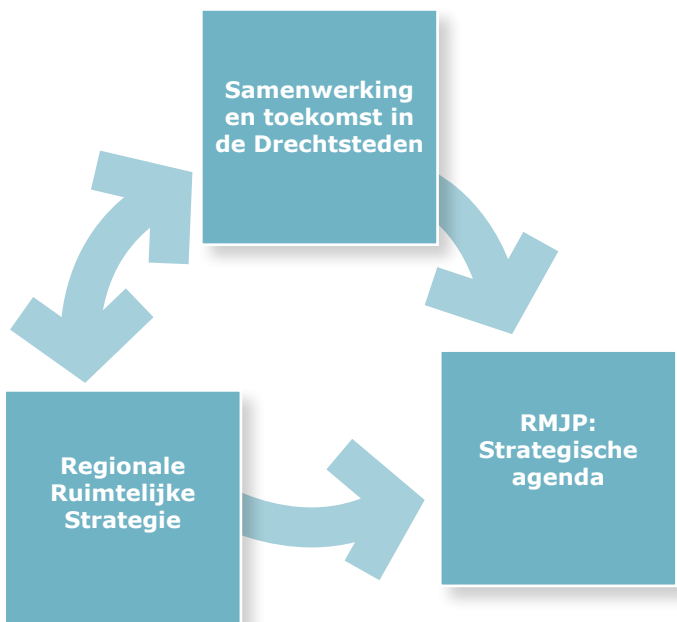 Samenwerking
en toekomst in
de Drechtsteden
Regionale
Ruimtelijke
Strategie
RMJP:
Strategische
agenda